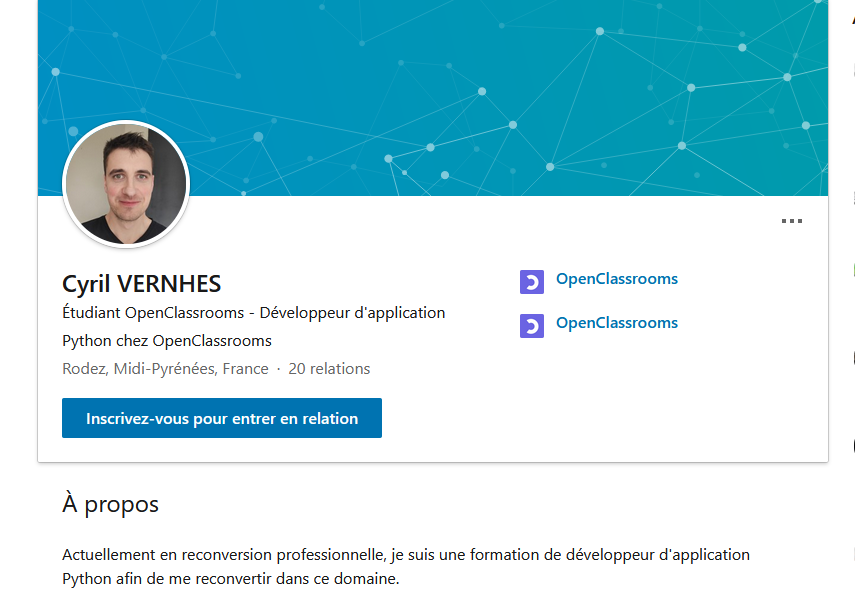 Cyril VERNHES
Étudiant OpenClassrooms - Développeur d'application
Python chez OpenClassrooms
Rodez, Midi-Pyrénées, France · 20 relations
Inscrivez-vous pour entrer en relation
OpenClassrooms
OpenClassrooms
À propos
Actuellement en reconversion professionnelle, je suis une formation de développeur d'application
Python afin de me reconvertir dans ce domaine.